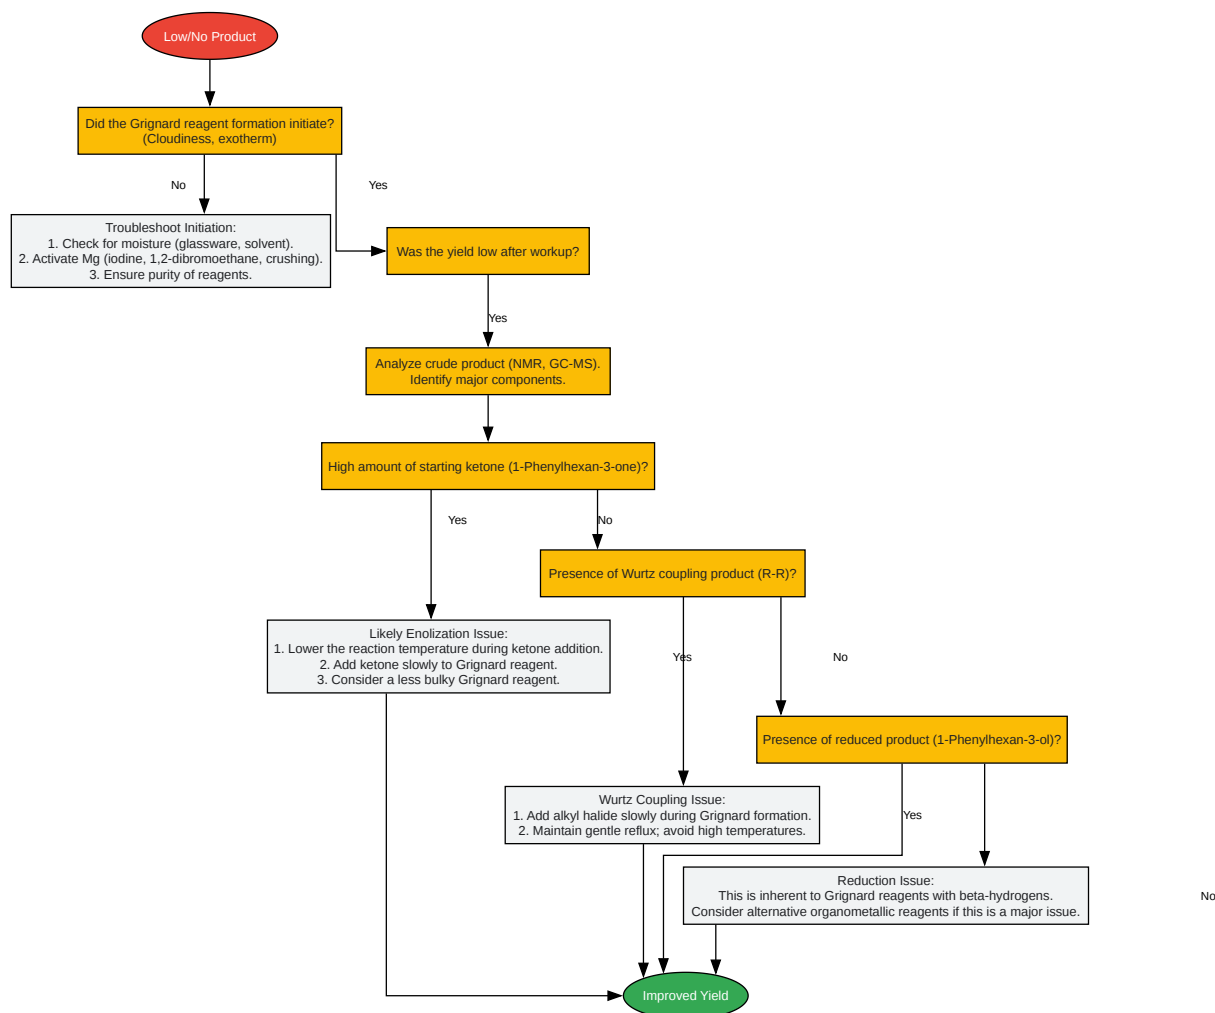 Low/No Product
Did the Grignard reagent formation initiate?
(Cloudiness, exotherm)
No
Yes
Troubleshoot Initiation:
1. Check for moisture (glassware, solvent).
2. Activate Mg (iodine, 1,2-dibromoethane, crushing).
3. Ensure purity of reagents.
Was the yield low after workup?
Yes
Analyze crude product (NMR, GC-MS).
Identify major components.
High amount of starting ketone (1-Phenylhexan-3-one)?
Yes
No
Presence of Wurtz coupling product (R-R)?
Likely Enolization Issue:
1. Lower the reaction temperature during ketone addition.
2. Add ketone slowly to Grignard reagent.
3. Consider a less bulky Grignard reagent.
Yes
No
Presence of reduced product (1-Phenylhexan-3-ol)?
Wurtz Coupling Issue:
1. Add alkyl halide slowly during Grignard formation.
2. Maintain gentle reflux; avoid high temperatures.
Yes
Reduction Issue:
This is inherent to Grignard reagents with beta-hydrogens.
Consider alternative organometallic reagents if this is a major issue.
No
Improved Yield